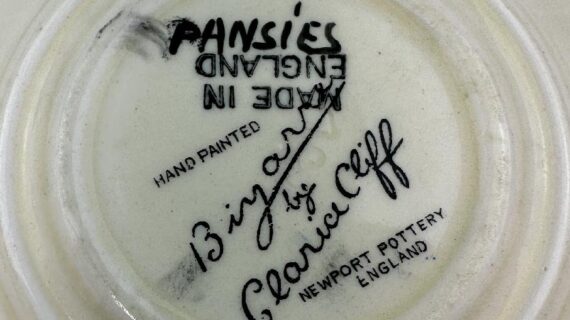 PANSIES
MADE IN
ENGLAND
HAND PAINTED
Bizarre
by
Clarice Cliff
NEWPORT POTTERY
ENGLAND